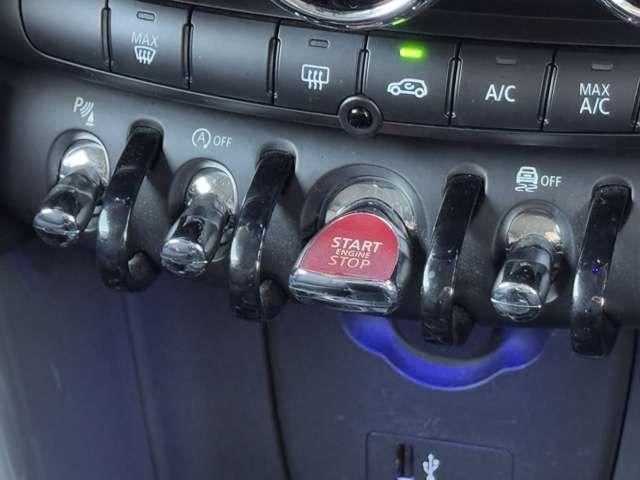 MAX
A/C
MAX
A/C
P
A OFF
OFF
START
ENGINE
STOP